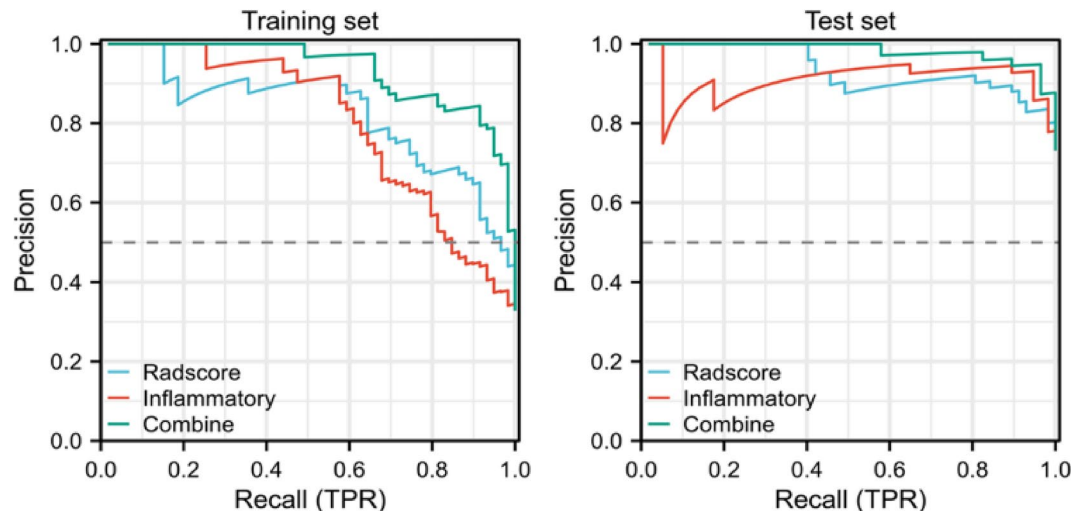 Training set
Precision
1.0
0.8
0.6
0.4
0.2
0.0
Radscore
Inflammatory
Combine
0.0 0.2 0.4 0.6 0.8 1.0
Recall (TPR)
Test set
Precision
1.0
0.8
0.6
0.4
0.2
0.0
Radscore
Inflammatory
Combine
0.0 0.2 0.4 0.6 0.8 1.0
Recall (TPR)